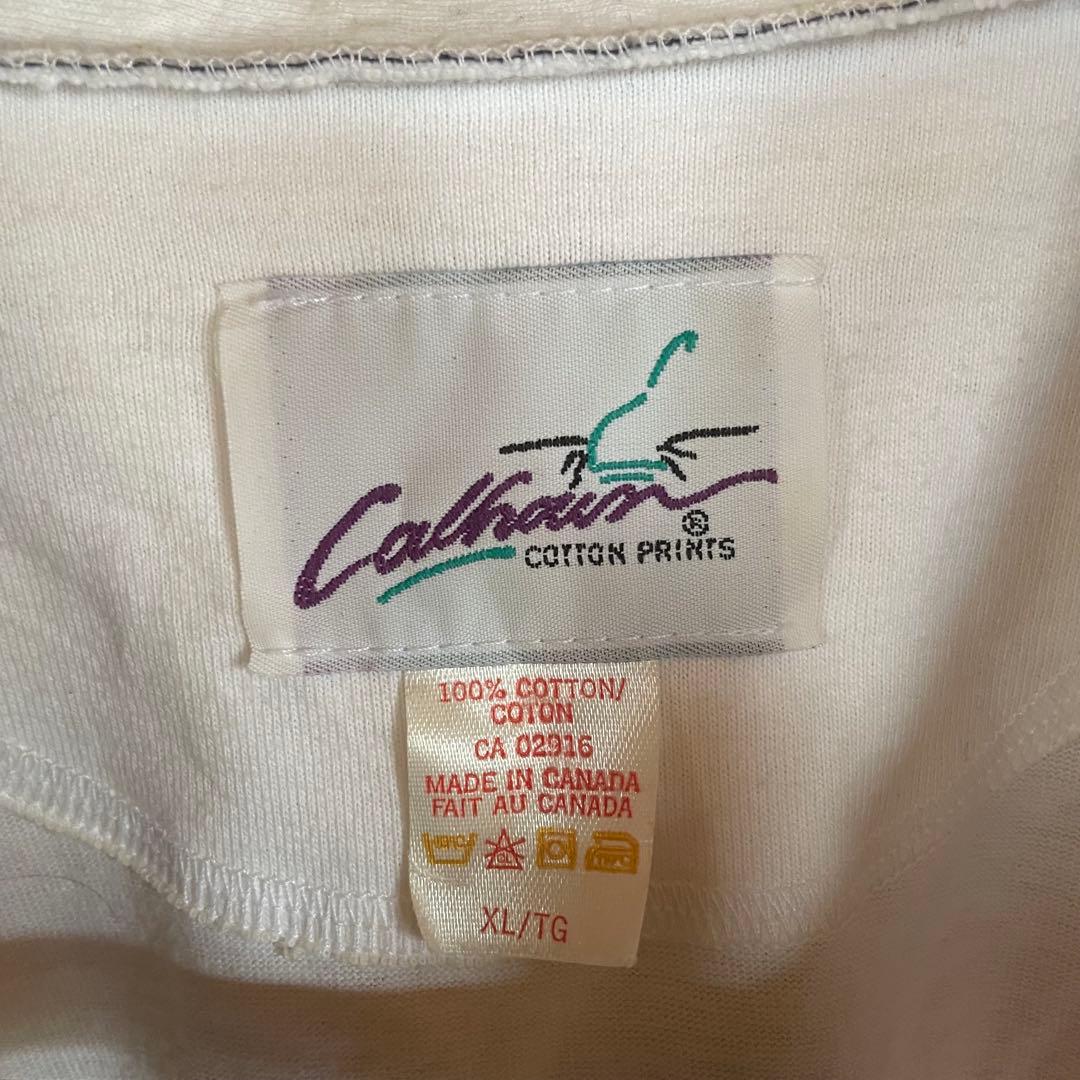 Calhoun
®
COTTON PRINTS
100% COTTON/
COTON
CA 02916
MADE IN CANADA
FAIT AU CANADA
XL/TG